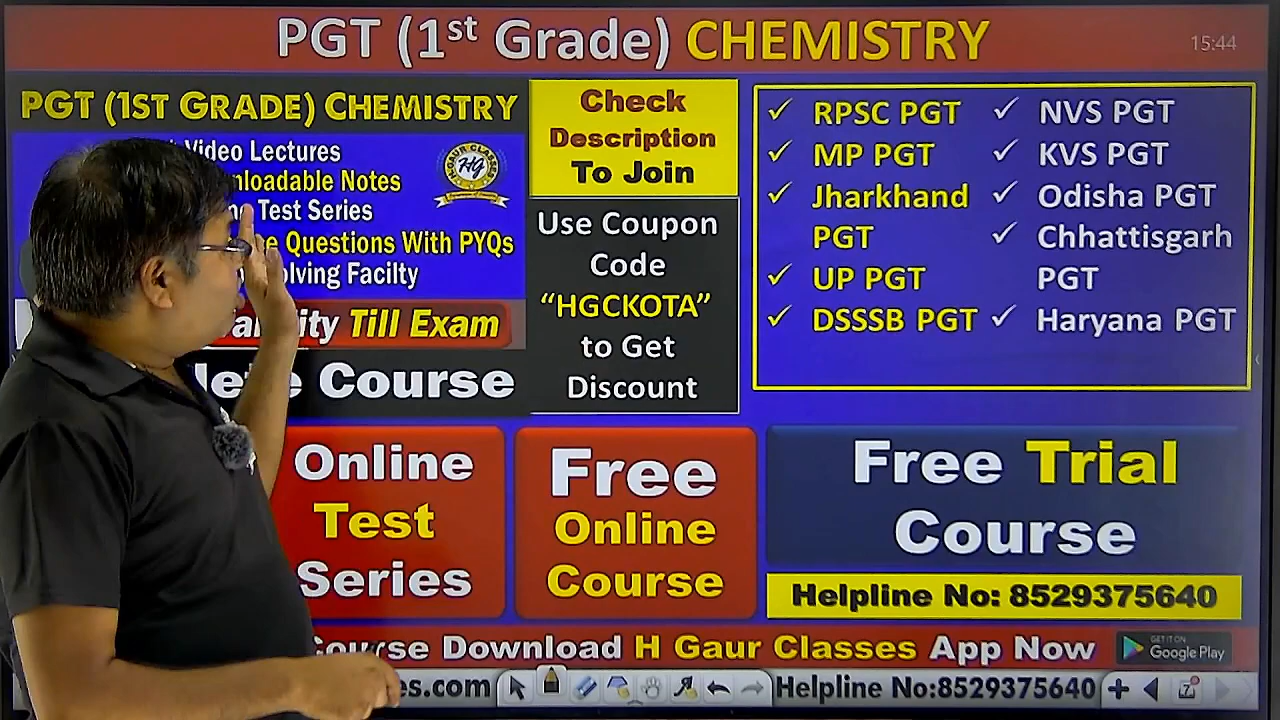 PGT (1st Grade) CHEMISTRY
15:44
PGT (1ST GRADE) CHEMISTRY
Video Lectures
Notes
Test Series
Questions With PYQs
Facilty
Till Exam
Course
HG
Check
Description
To Join
Use Coupon
Code
“HGCKOTA”
to Get
Discount
✓ RPSC PGT
✓ MP PGT
✓ Jharkhand
PGT
✓ UP PGT
✓ DSSSB PGT
✓ NVS PGT
✓ KVS PGT
✓ Odisha PGT
✓ Chhattisgarh
PGT
✓ Haryana PGT
Online
Test
Series
Free
Online
Course
Free Trial
Course
Helpline No: 8529375640
Course Download H Gaur Classes App Now
GET IT ON
Google Play
es.com
Helpline No:8529375640
7